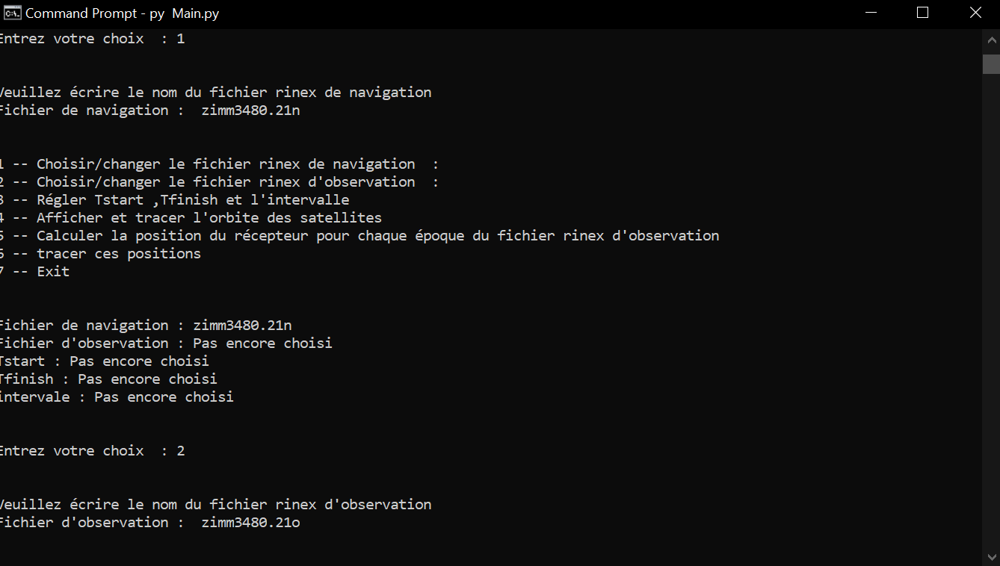 Command Prompt - py Main.py
Entrez votre choix  : 1
Veuillez écrire le nom du fichier rinex de navigation
Fichier de navigation :  zimm3480.21n
1 -- Choisir/changer le fichier rinex de navigation  :
2 -- Choisir/changer le fichier rinex d'observation  :
3 -- Régler Tstart ,Tfinish et l'intervalle
4 -- Afficher et tracer l'orbite des satellites
5 -- Calculer la position du récepteur pour chaque époque du fichier rinex d'observation
6 -- tracer ces positions
7 -- Exit
Fichier de navigation : zimm3480.21n
Fichier d'observation : Pas encore choisi
Tstart : Pas encore choisi
Tfinish : Pas encore choisi
intervale : Pas encore choisi
Entrez votre choix  : 2
Veuillez écrire le nom du fichier rinex d'observation
Fichier d'observation :  zimm3480.21o